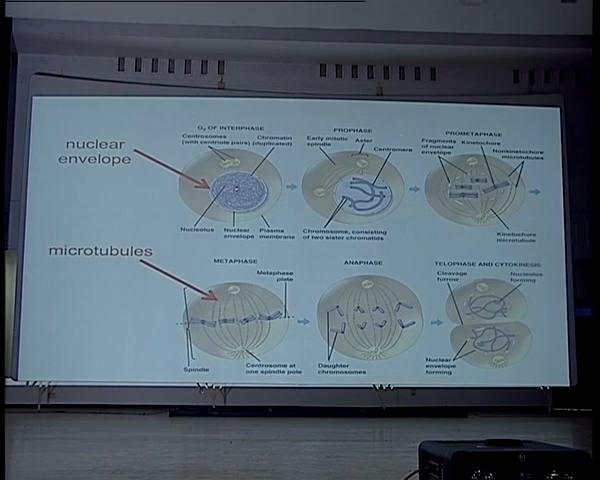 nuclear
envelope
microtubules
G2 OF INTERPHASE
Centrosomes
(with centriole pairs)
Chromatin
(duplicated)
Nucleolus
Nuclear
envelope
Plasma
membrane
PROPHASE
Early mitotic
spindle
Aster
Centromere
Chromosome, consisting
of two sister chromatids
PROMETAPHASE
Fragments
of nuclear
envelope
Kinetochore
Nonkinetochore
microtubules
Kinetochore
microtubule
METAPHASE
Metaphase
plate
Spindle
Centrosome at
one spindle pole
ANAPHASE
Daughter
chromosomes
TELOPHASE AND CYTOKINESIS
Cleavage
furrow
Nucleolus
forming
Nuclear
envelope
forming